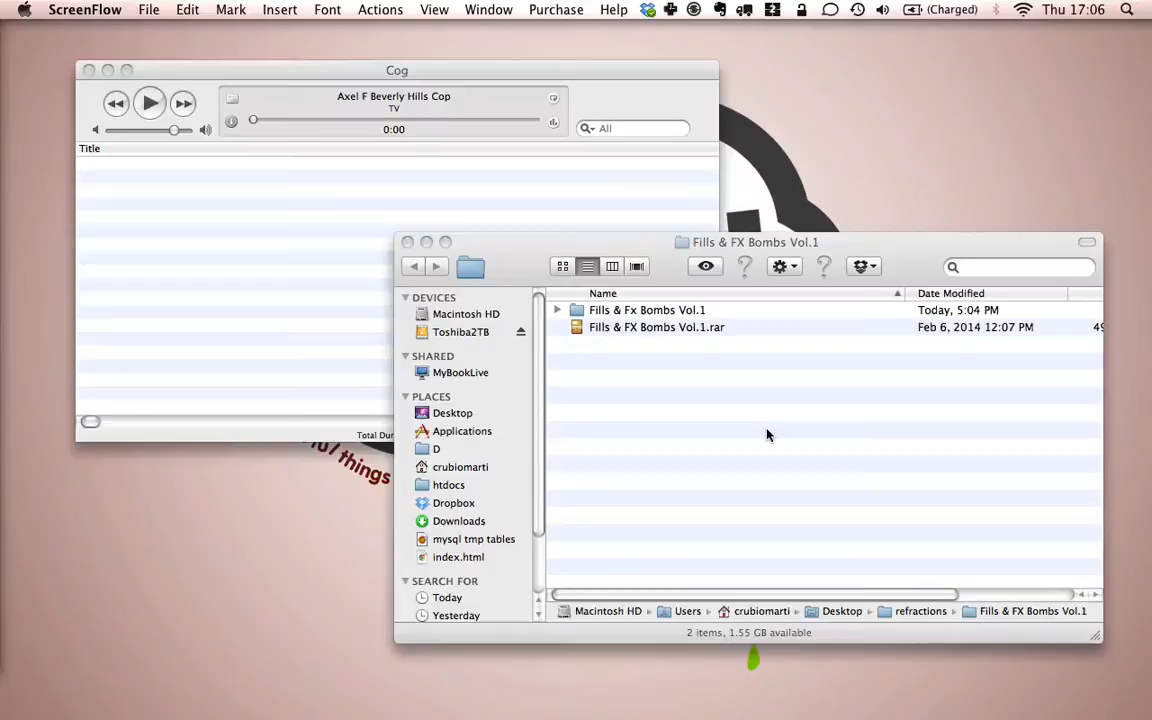 ScreenFlow File Edit Mark Insert Font Actions View Window Purchase Help (Charged) Thu 17:06
Cog
Axel F Beverly Hills Cop
TV
0:00
All
Title
Total Dur
Fills & FX Bombs Vol.1
Name Date Modified
Fills & Fx Bombs Vol.1 Today, 5:04 PM
Fills & FX Bombs Vol.1.rar Feb 6, 2014 12:07 PM 49
DEVICES
Macintosh HD
Toshiba2TB
SHARED
MyBookLive
PLACES
Desktop
Applications
D
crubiomarti
htdocs
Dropbox
Downloads
mysql tmp tables
index.html
SEARCH FOR
Today
Yesterday
Macintosh HD Users crubiomarti Desktop refractions Fills & FX Bombs Vol.1
2 items, 1.55 GB available
things